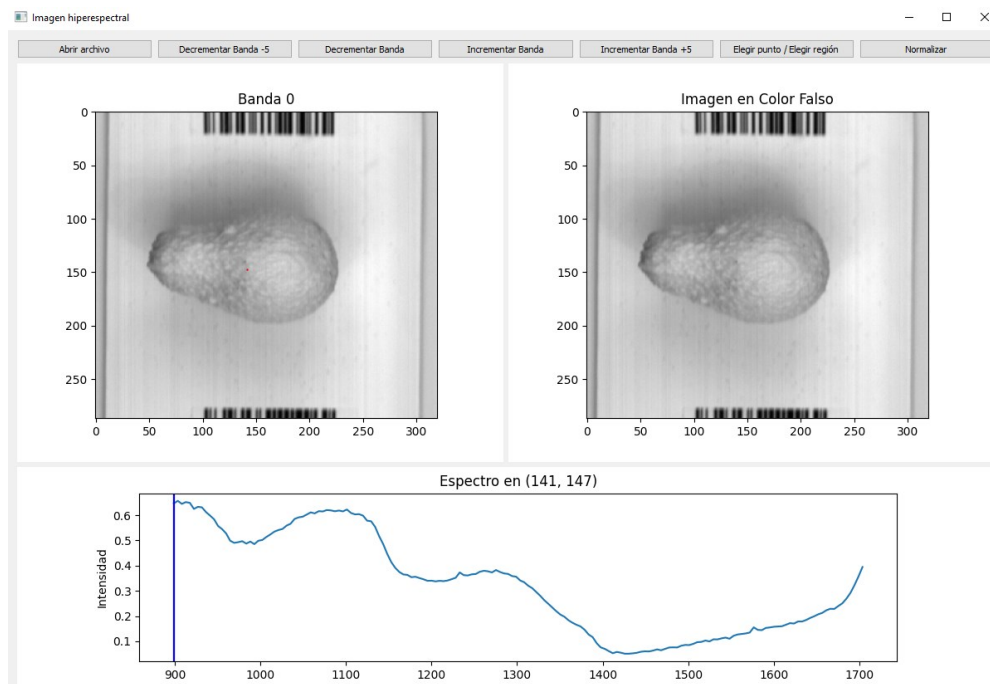 Imagen hiperespectral
Abrir archivo
Decrementar Banda -5
Decrementar Banda
Incrementar Banda
Incrementar Banda +5
Elegir punto / Elegir región
Normalizar
Banda 0
0
50
100
150
200
250
0 50 100 150 200 250 300
Imagen en Color Falso
0
50
100
150
200
250
0 50 100 150 200 250 300
Espectro en (141, 147)
Intensidad
0.6
0.5
0.4
0.3
0.2
0.1
900 1000 1100 1200 1300 1400 1500 1600 1700